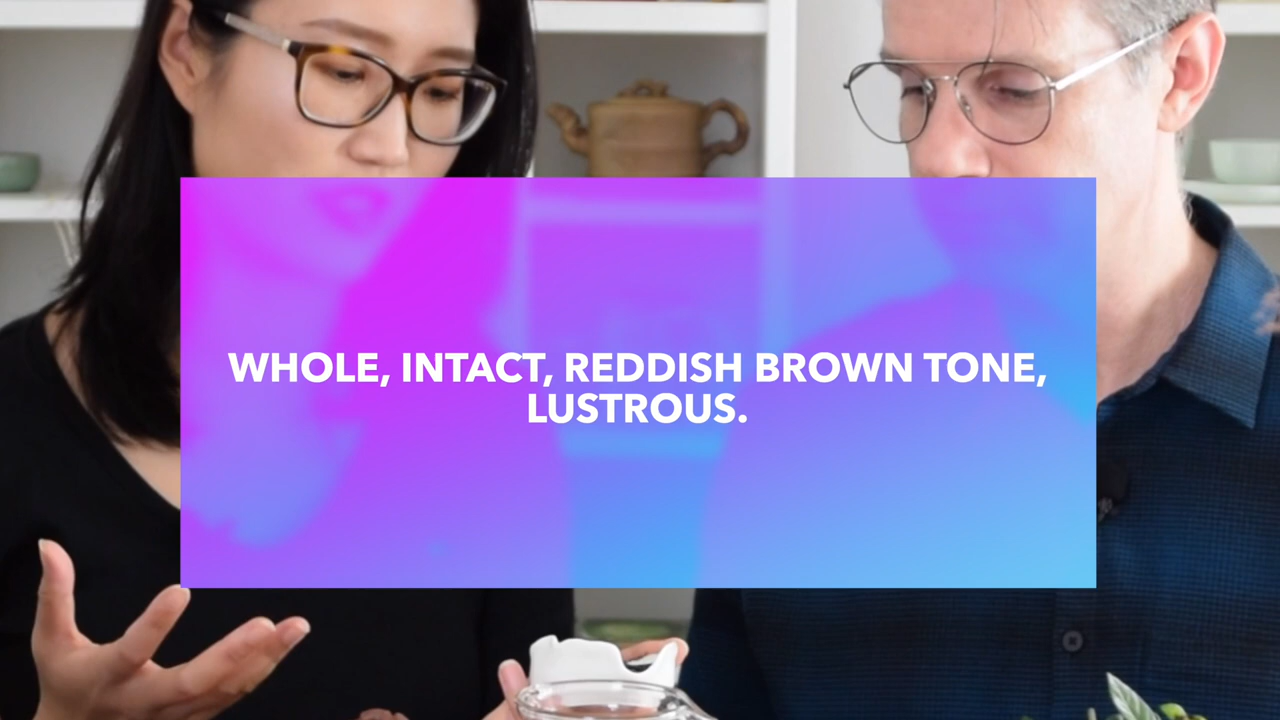 WHOLE, INTACT, REDDISH BROWN TONE,
LUSTROUS.